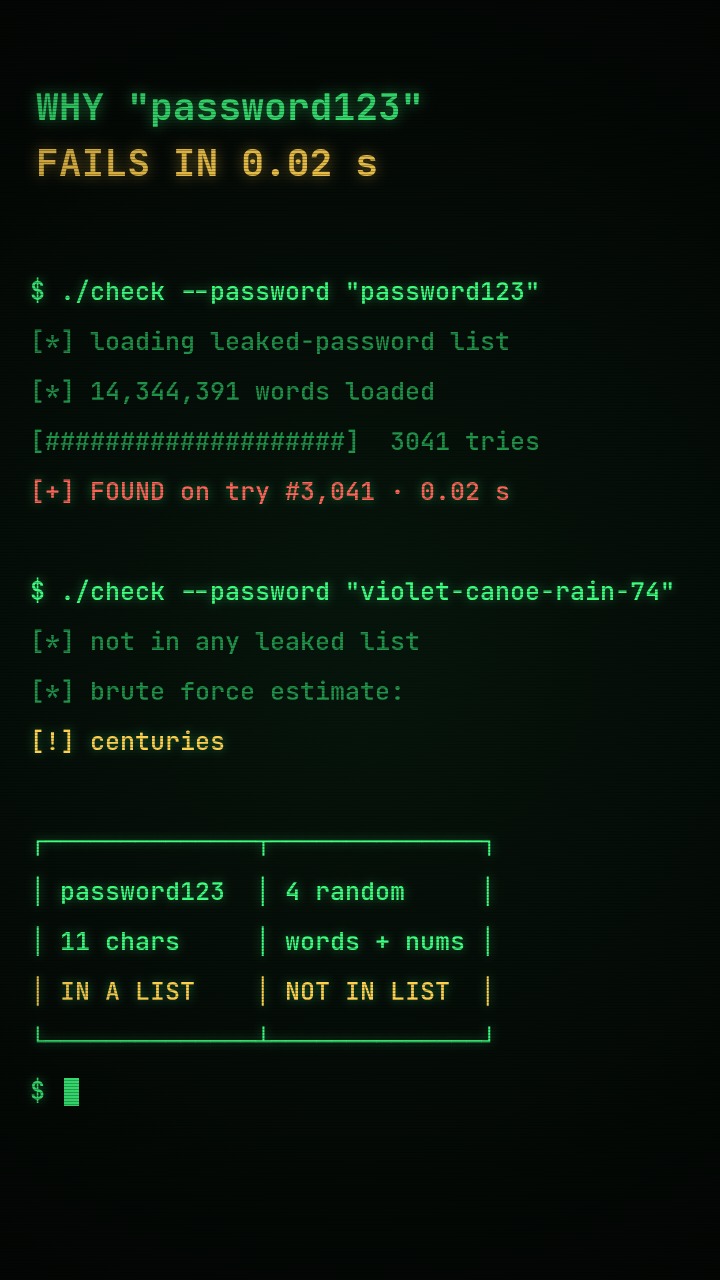 WHY "password123"
FAILS IN 0.02 s
$ ./check --password "password123"
[*] loading leaked-password list
[*] 14,344,391 words loaded
[####################]  3041 tries
[+] FOUND on try #3,041 · 0.02 s
$ ./check --password "violet-canoe-rain-74"
[*] not in any leaked list
[*] brute force estimate:
[!] centuries
│ password123  │ 4 random     │
│ 11 chars     │ words + nums │
│ IN A LIST    │ NOT IN LIST  │
$